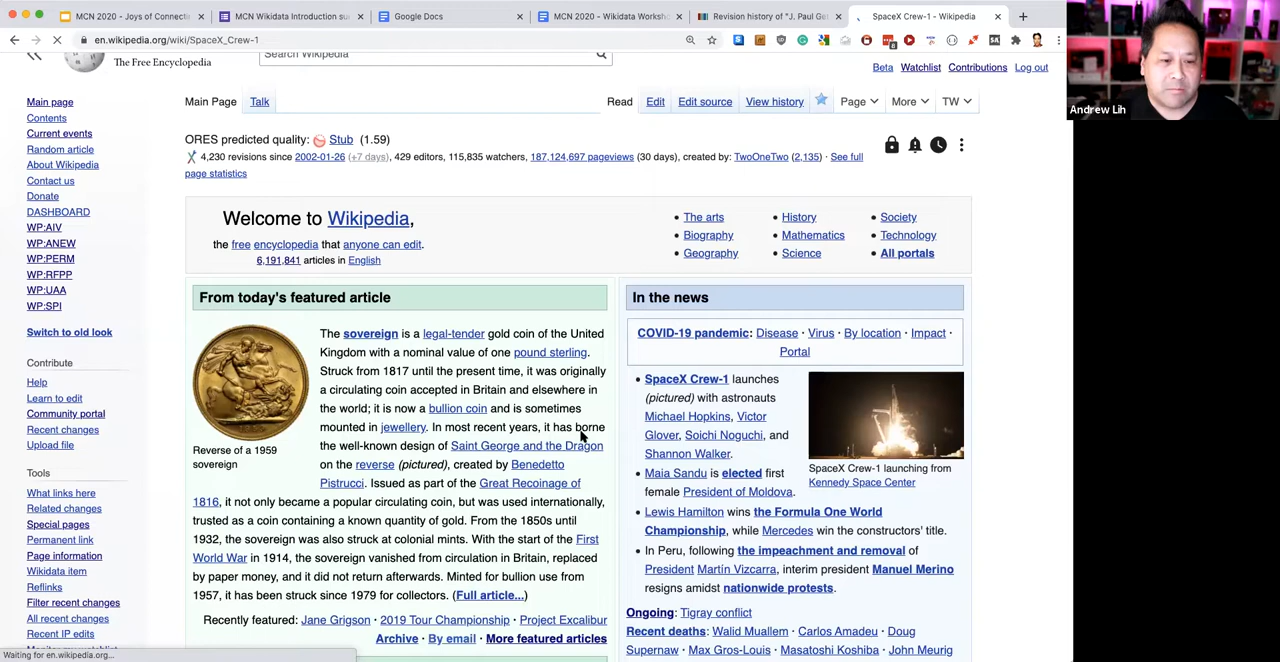 MCN 2020 - Joys of Connecti
MCN Wikidata Introduction su
Google Docs
MCN 2020 - Wikidata Worksh
Revision history of "J. Paul Ge
SpaceX Crew-1 - Wikipedia
en.wikipedia.org/wiki/SpaceX_Crew-1
Andrew Lih
The Free Encyclopedia
Search Wikipedia
Beta Watchlist Contributions Log out
Main Page Talk Read Edit Edit source View history Page More TW
ORES predicted quality: Stub (1.59)
4,230 revisions since 2002-01-26 (+7 days), 429 editors, 115,835 watchers, 187,124,697 pageviews (30 days), created by: TwoOneTwo (2,135) · See full
page statistics
Main page
Contents
Current events
Random article
About Wikipedia
Contact us
Donate
DASHBOARD
WP:AIV
WP:ANEW
WP:PERM
WP:RFPP
WP:UAA
WP:SPI
Switch to old look
Contribute
Help
Learn to edit
Community portal
Recent changes
Upload file
Tools
What links here
Related changes
Special pages
Permanent link
Page information
Wikidata item
Reflinks
Filter recent changes
All recent changes
Recent IP edits
Waiting for en.wikipedia.org...
Welcome to Wikipedia,
the free encyclopedia that anyone can edit.
6,191,841 articles in English
• The arts
• Biography
• Geography
• History
• Mathematics
• Science
• Society
• Technology
• All portals
From today's featured article
The sovereign is a legal-tender gold coin of the United
Kingdom with a nominal value of one pound sterling.
Struck from 1817 until the present time, it was originally
a circulating coin accepted in Britain and elsewhere in
the world; it is now a bullion coin and is sometimes
mounted in jewellery. In most recent years, it has borne
the well-known design of Saint George and the Dragon
on the reverse (pictured), created by Benedetto
Pistrucci. Issued as part of the Great Recoinage of
1816, it not only became a popular circulating coin, but was used internationally,
trusted as a coin containing a known quantity of gold. From the 1850s until
1932, the sovereign was also struck at colonial mints. With the start of the First
World War in 1914, the sovereign vanished from circulation in Britain, replaced
by paper money, and it did not return afterwards. Minted for bullion use from
1957, it has been struck since 1979 for collectors. (Full article...)
Reverse of a 1959
sovereign
Recently featured: Jane Grigson · 2019 Tour Championship · Project Excalibur
Archive · By email · More featured articles
In the news
COVID-19 pandemic: Disease · Virus · By location · Impact ·
Portal
• SpaceX Crew-1 launches
(pictured) with astronauts
Michael Hopkins, Victor
Glover, Soichi Noguchi, and
Shannon Walker.
SpaceX Crew-1 launching from
Kennedy Space Center
• Maia Sandu is elected first
female President of Moldova.
• Lewis Hamilton wins the Formula One World
Championship, while Mercedes win the constructors' title.
• In Peru, following the impeachment and removal of
President Martín Vizcarra, interim president Manuel Merino
resigns amidst nationwide protests.
Ongoing: Tigray conflict
Recent deaths: Walid Muallem · Carlos Amadeu · Doug
Supernaw · Max Gros-Louis · Masatoshi Koshiba · John Meurig